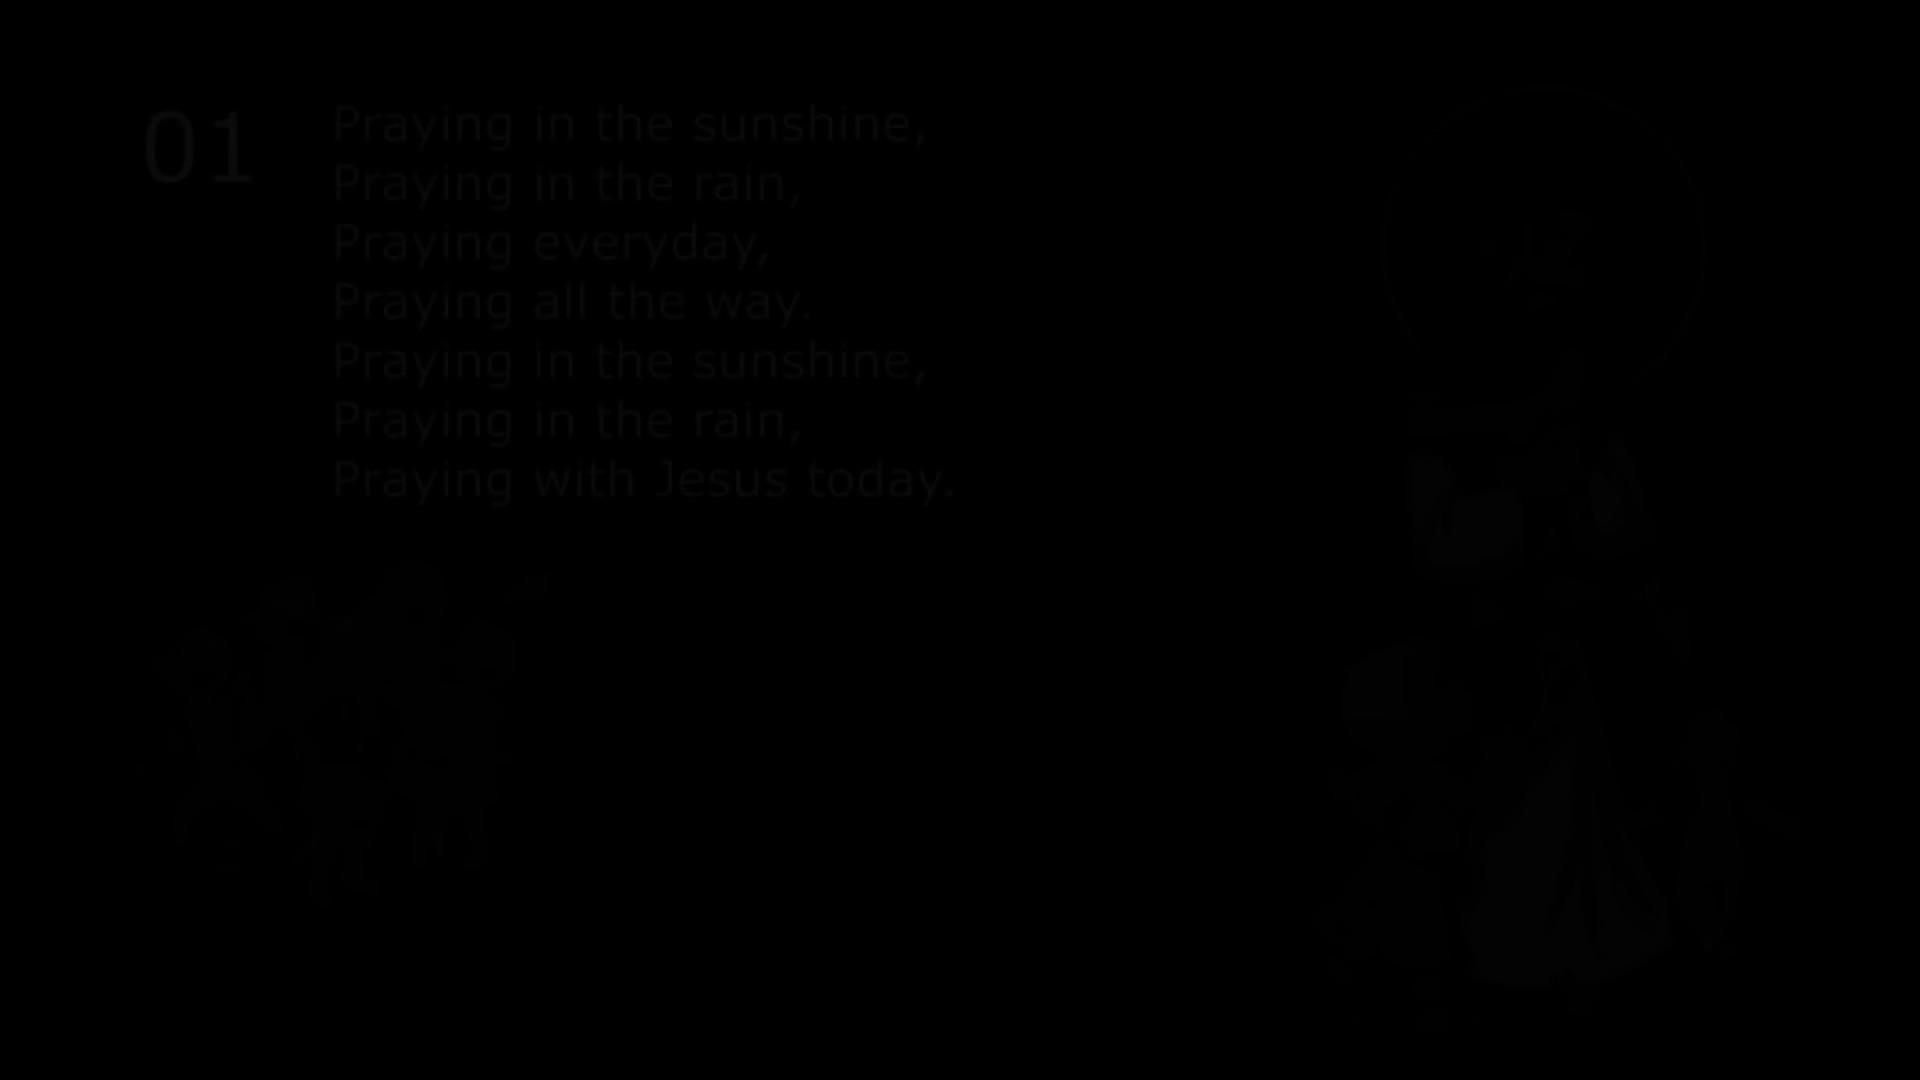 01
Praying in the sunshine,
Praying in the rain,
Praying everyday,
Praying all the way.
Praying in the sunshine,
Praying in the rain,
Praying with Jesus today.